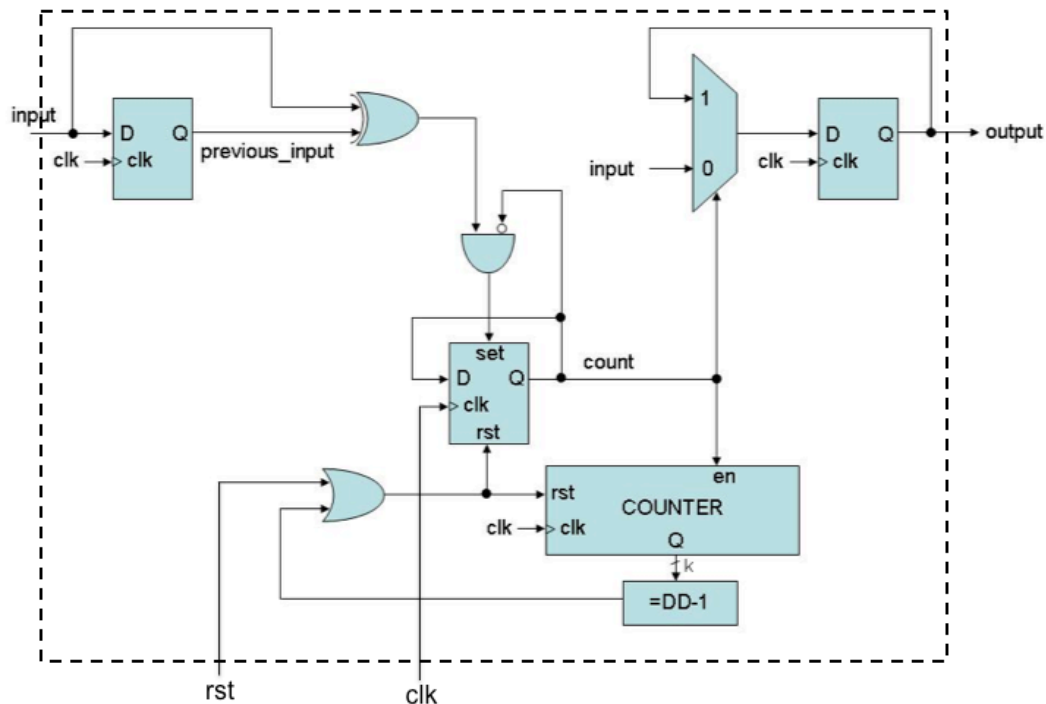 input
D
Q
clk
clk
previous_input
1
0
input
D
Q
clk
clk
output
set
D
Q
clk
rst
count
en
rst
COUNTER
clk
clk
Q
k
=DD-1
rst
clk